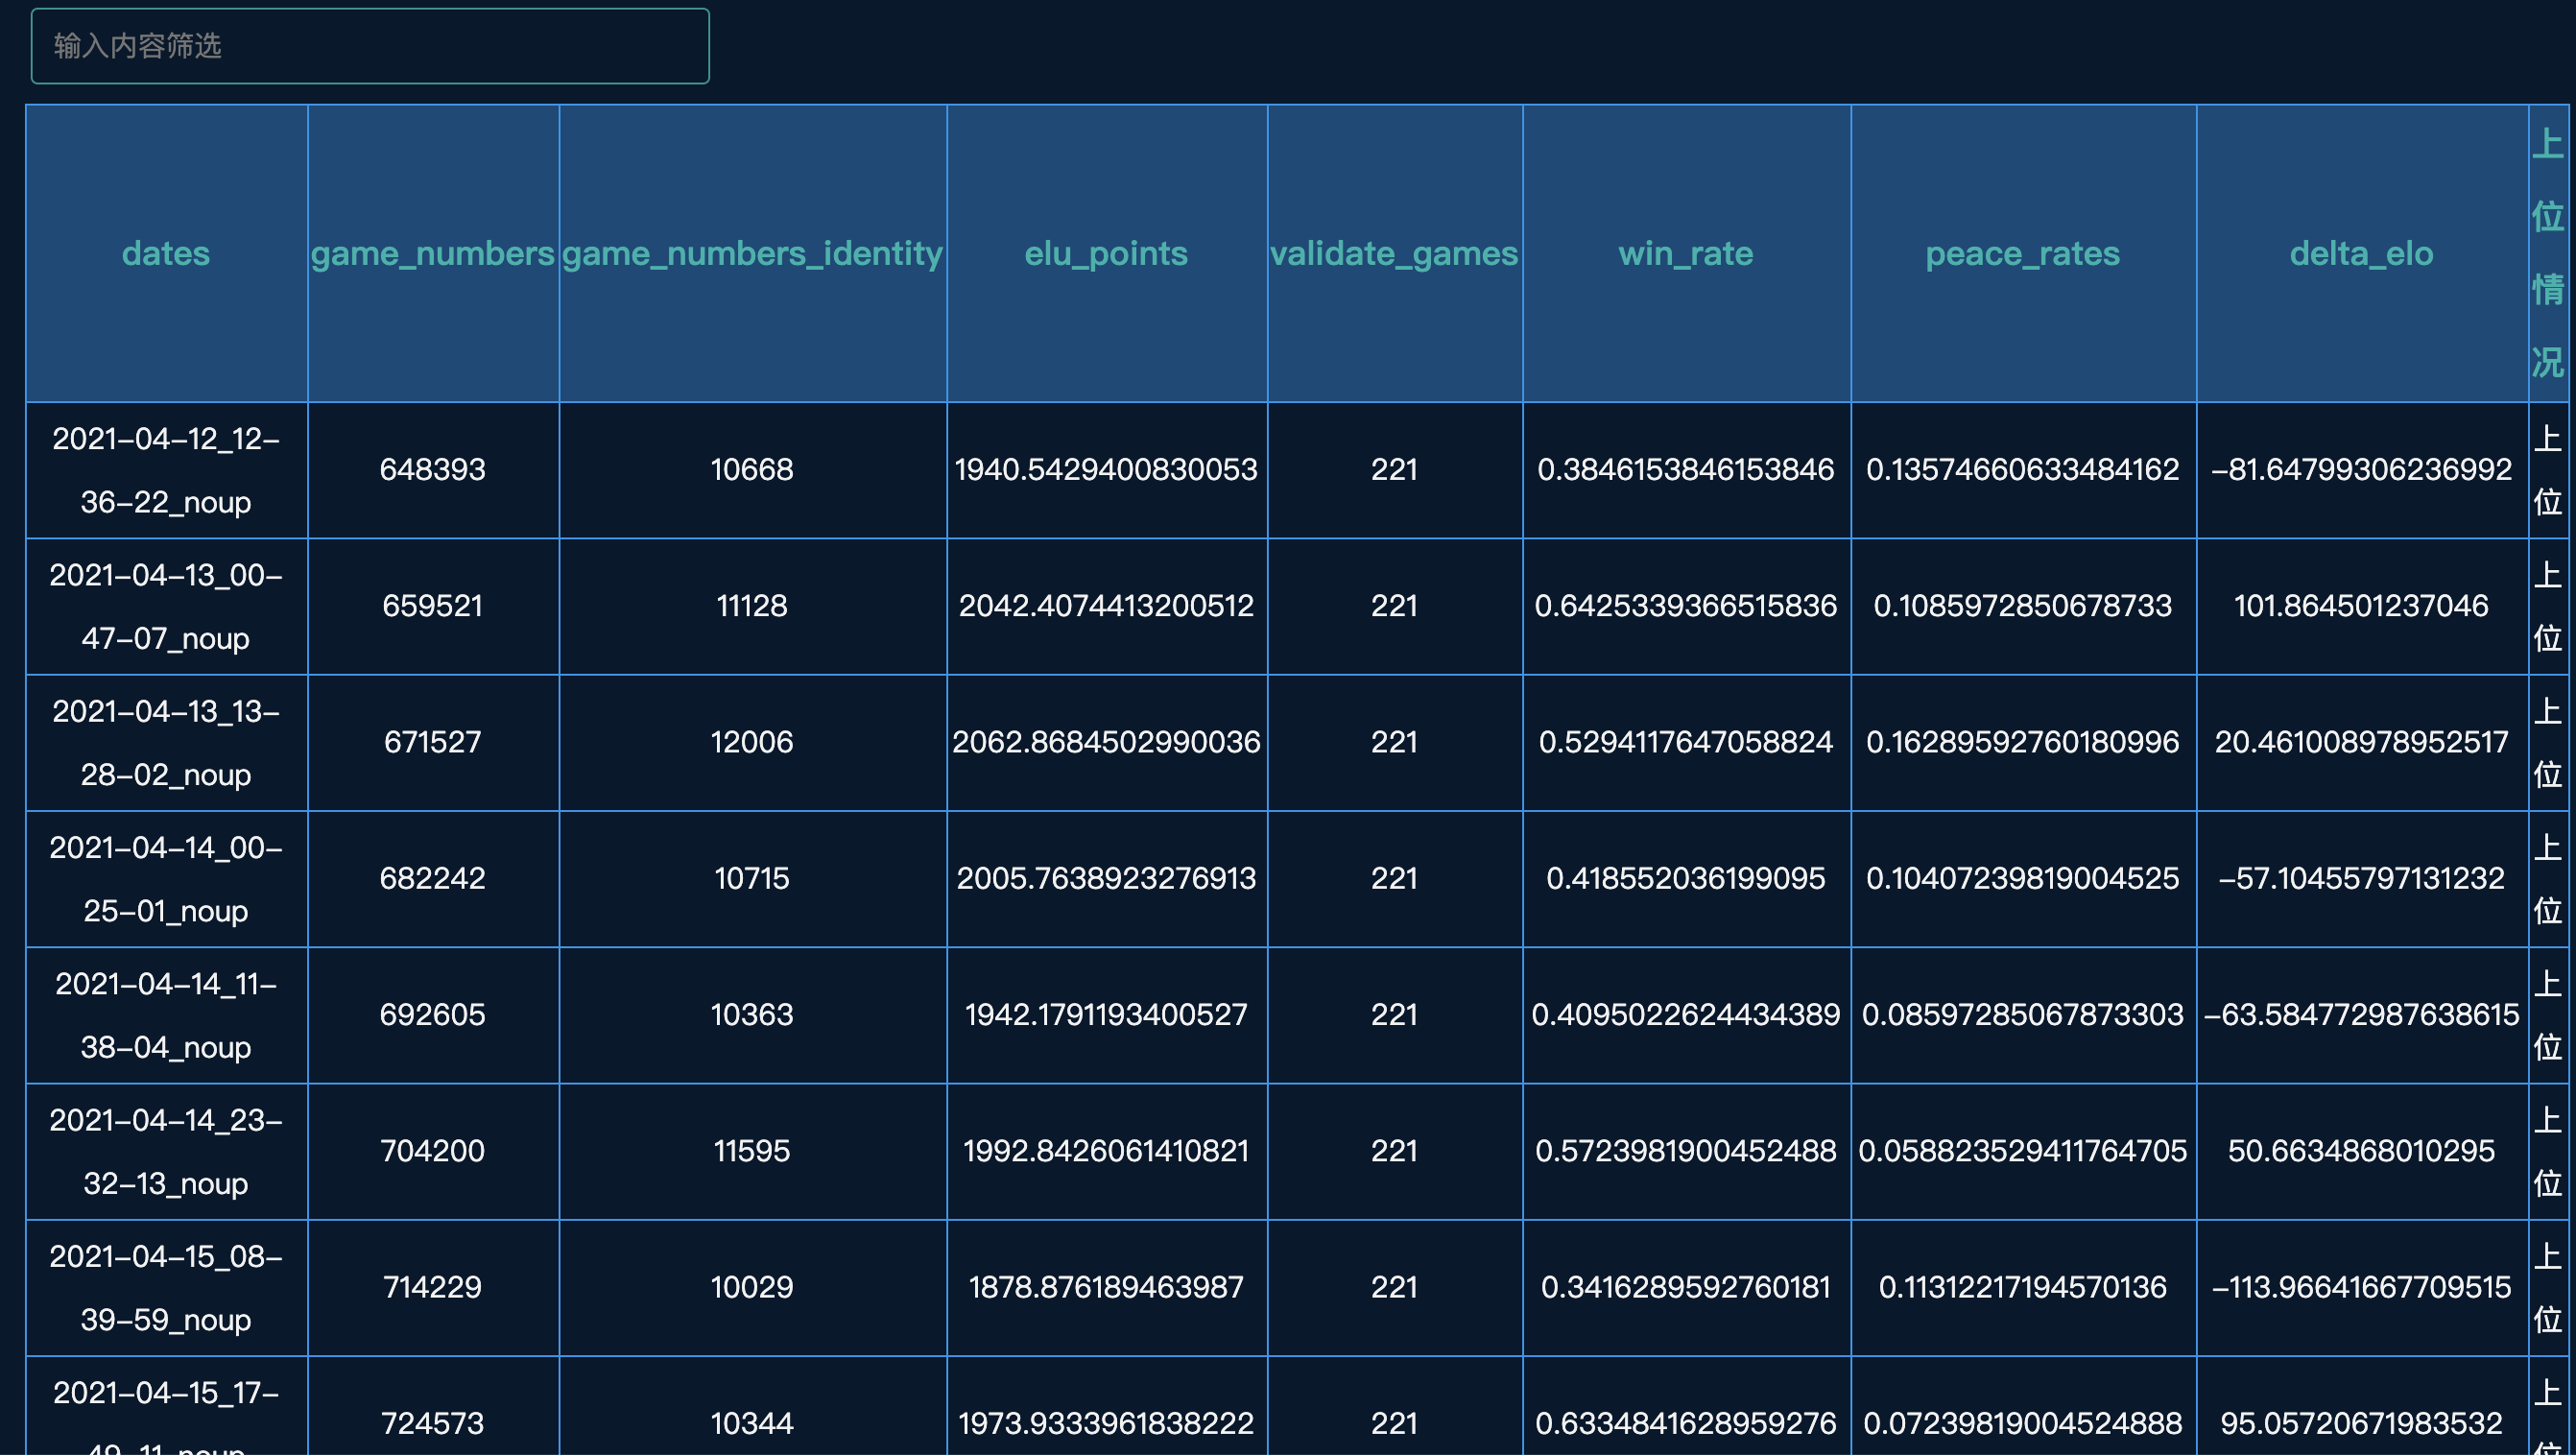 输入内容筛选
dates game_numbers game_numbers_identity elu_points validate_games win_rate peace_rates delta_elo 上位情况
2021-04-12_12-36-22_noup 648393 10668 1940.5429400830053 221 0.3846153846153846 0.13574660633484162 -81.64799306236992 上位
2021-04-13_00-47-07_noup 659521 11128 2042.4074413200512 221 0.6425339366515836 0.1085972850678733 101.864501237046 上位
2021-04-13_13-28-02_noup 671527 12006 2062.8684502990036 221 0.5294117647058824 0.16289592760180996 20.461008978952517 上位
2021-04-14_00-25-01_noup 682242 10715 2005.7638923276913 221 0.418552036199095 0.10407239819004525 -57.10455797131232 上位
2021-04-14_11-38-04_noup 692605 10363 1942.1791193400527 221 0.4095022624434389 0.08597285067873303 -63.584772987638615 上位
2021-04-14_23-32-13_noup 704200 11595 1992.8426061410821 221 0.5723981900452488 0.058823529411764705 50.6634868010295 上位
2021-04-15_08-39-59_noup 714229 10029 1878.876189463987 221 0.3416289592760181 0.11312217194570136 -113.96641667709515 上位
2021-04-15_17-49-11_noup 724573 10344 1973.9333961838222 221 0.6334841628959276 0.07239819004524888 95.05720671983532 上位